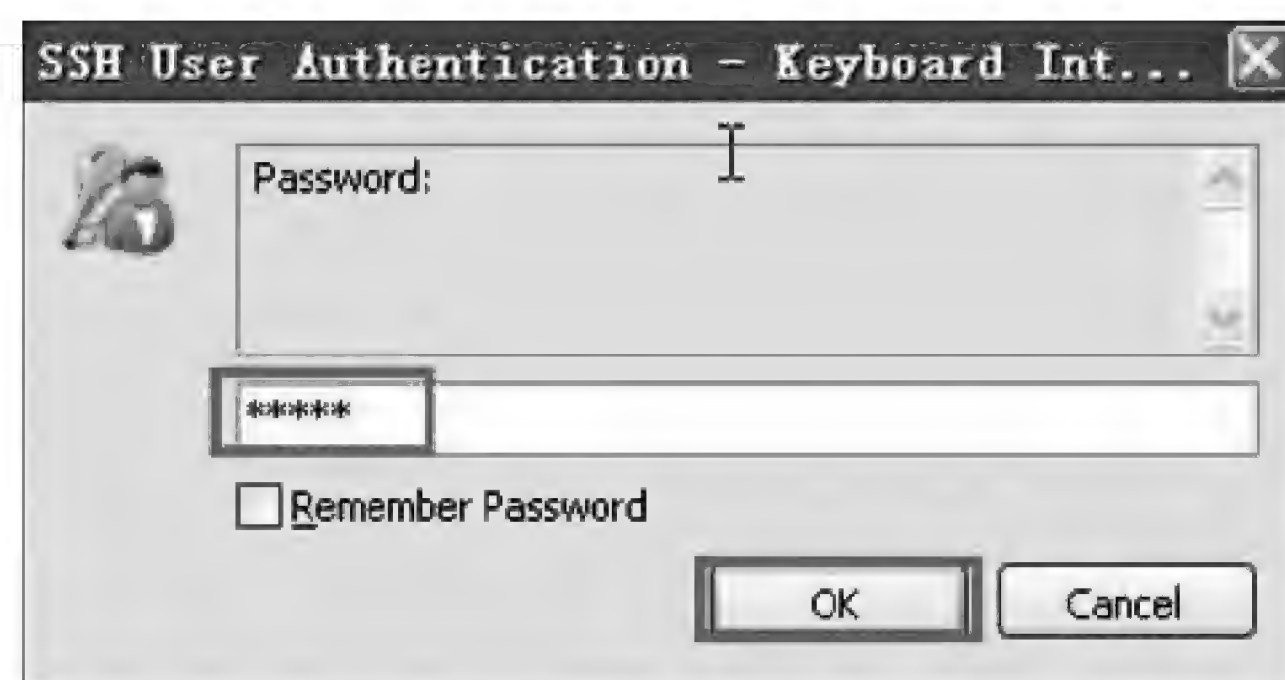 SSH User Authentication - Keyboard Int...
Password:
*****
Remember Password
OK
Cancel